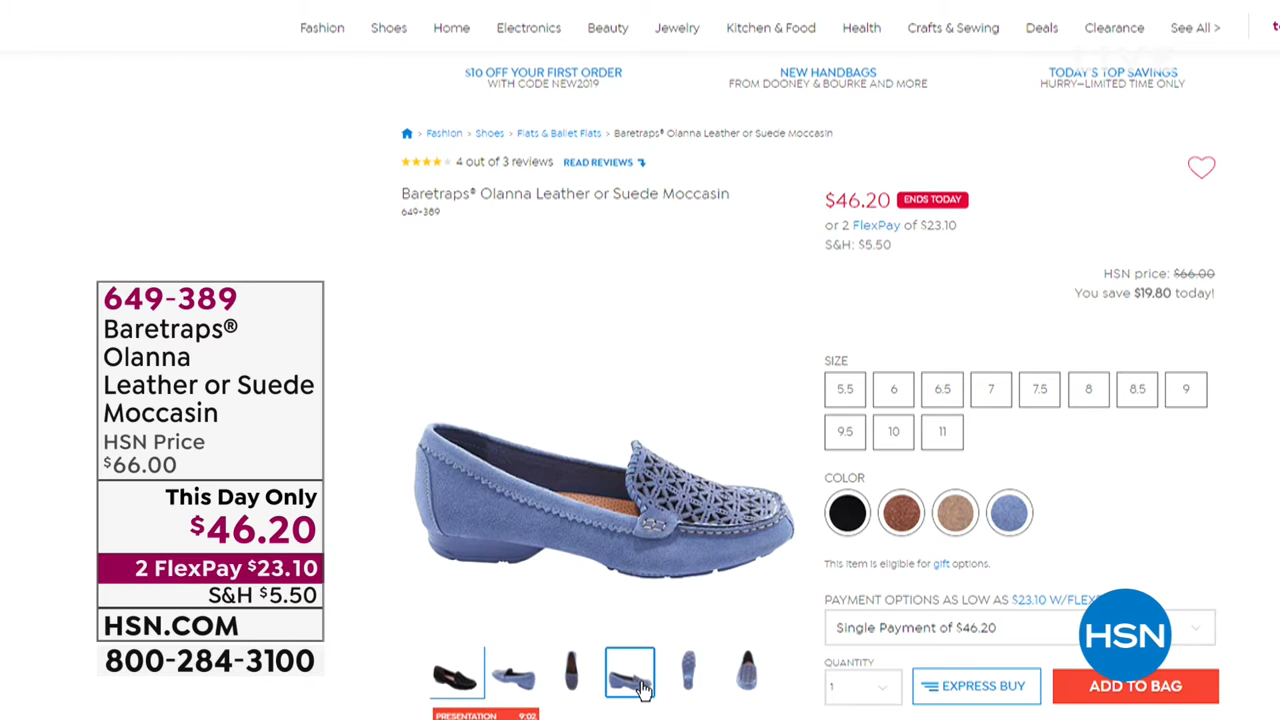 Fashion Shoes Home Electronics Beauty Jewelry Kitchen & Food Health Crafts & Sewing Deals Clearance See All >
$10 OFF YOUR FIRST ORDER
WITH CODE NEW2019
NEW HANDBAGS
FROM DOONEY & BOURKE AND MORE
TODAY'S TOP SAVINGS
HURRY—LIMITED TIME ONLY
> Fashion > Shoes > Flats & Ballet Flats > Baretraps® Olanna Leather or Suede Moccasin
4 out of 3 reviews READ REVIEWS
Baretraps® Olanna Leather or Suede Moccasin
649-389
$46.20 ENDS TODAY
or 2 FlexPay of $23.10
S&H: $5.50
HSN price: $66.00
You save $19.80 today!
649-389
Baretraps®
Olanna
Leather or Suede
Moccasin
HSN Price
$66.00
This Day Only
$46.20
2 FlexPay $23.10
S&H $5.50
HSN.COM
800-284-3100
SIZE
5.5 6 6.5 7 7.5 8 8.5 9
9.5 10 11
COLOR
This item is eligible for gift options.
PAYMENT OPTIONS AS LOW AS $23.10 W/FLEX
Single Payment of $46.20
HSN
QUANTITY
1
EXPRESS BUY
ADD TO BAG
PRESENTATION 9:02